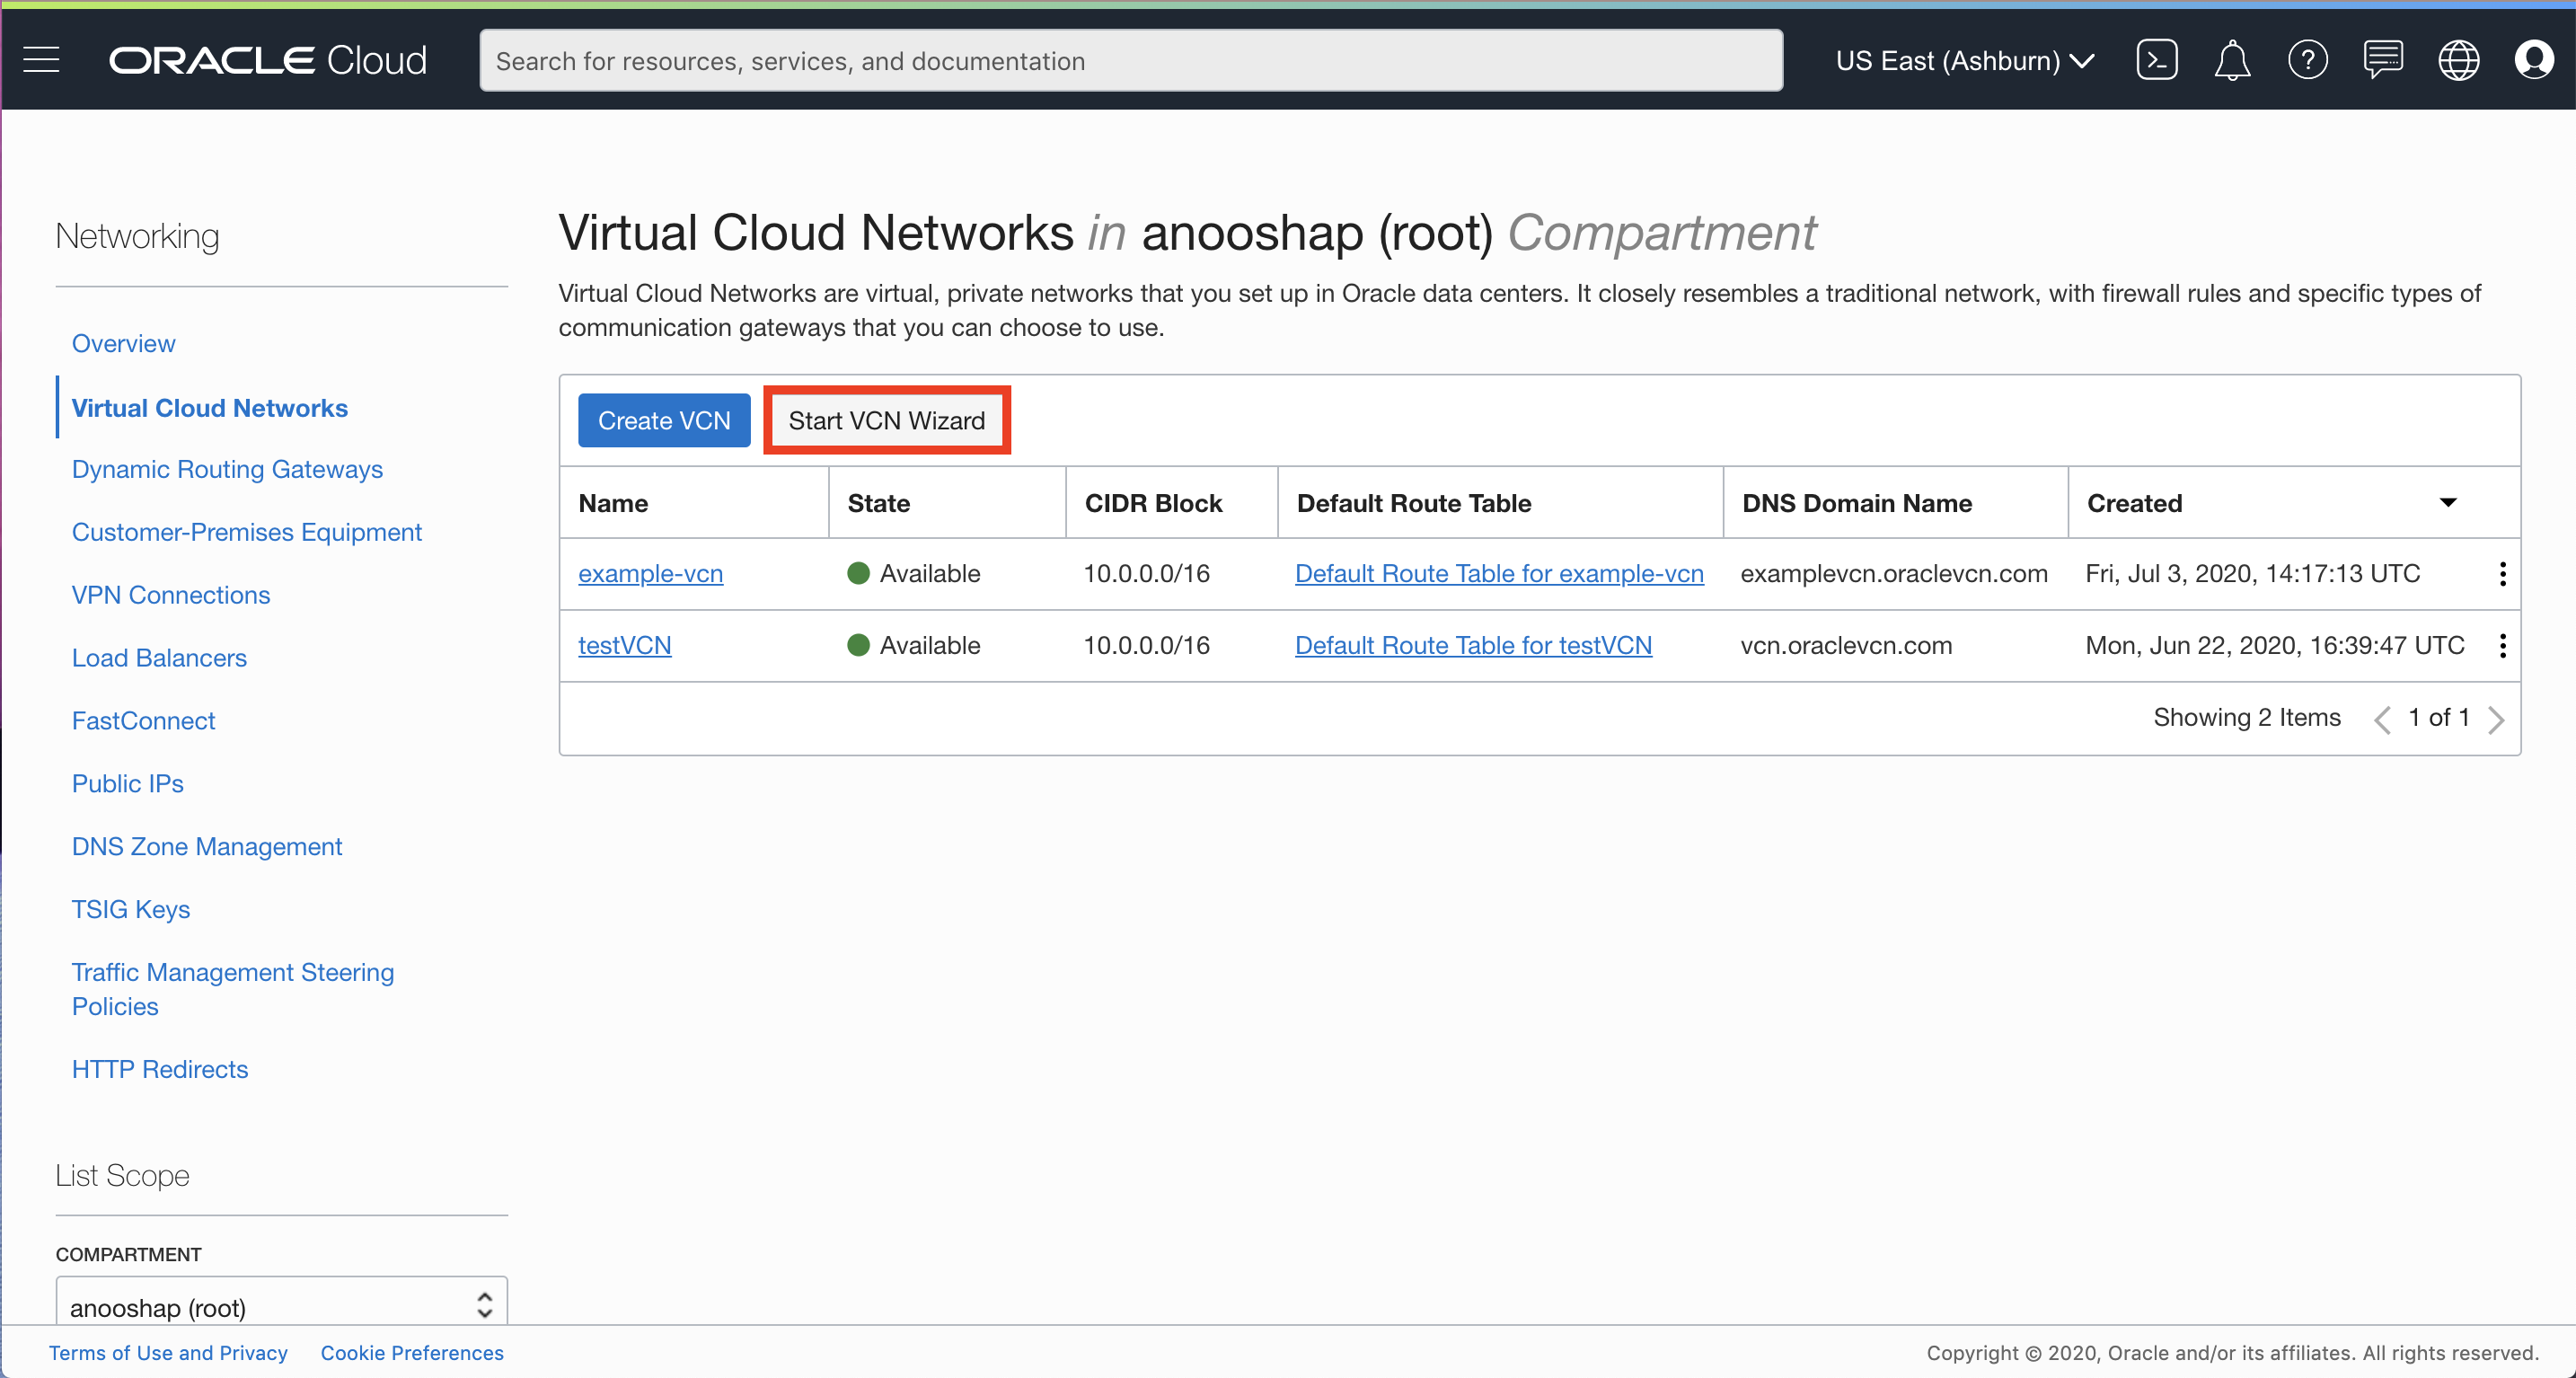 ORACLE Cloud
Search for resources, services, and documentation
US East (Ashburn)
Networking
Overview
Virtual Cloud Networks
Dynamic Routing Gateways
Customer-Premises Equipment
VPN Connections
Load Balancers
FastConnect
Public IPs
DNS Zone Management
TSIG Keys
Traffic Management Steering
Policies
HTTP Redirects
List Scope
COMPARTMENT
anooshap (root)
Virtual Cloud Networks in anooshap (root) Compartment
Virtual Cloud Networks are virtual, private networks that you set up in Oracle data centers. It closely resembles a traditional network, with firewall rules and specific types of
communication gateways that you can choose to use.
Create VCN Start VCN Wizard
Name State CIDR Block Default Route Table DNS Domain Name Created
example-vcn Available 10.0.0.0/16 Default Route Table for example-vcn examplevcn.oraclevcn.com Fri, Jul 3, 2020, 14:17:13 UTC
testVCN Available 10.0.0.0/16 Default Route Table for testVCN vcn.oraclevcn.com Mon, Jun 22, 2020, 16:39:47 UTC
Showing 2 Items < 1 of 1 >
Terms of Use and Privacy Cookie Preferences
Copyright © 2020, Oracle and/or its affiliates. All rights reserved.